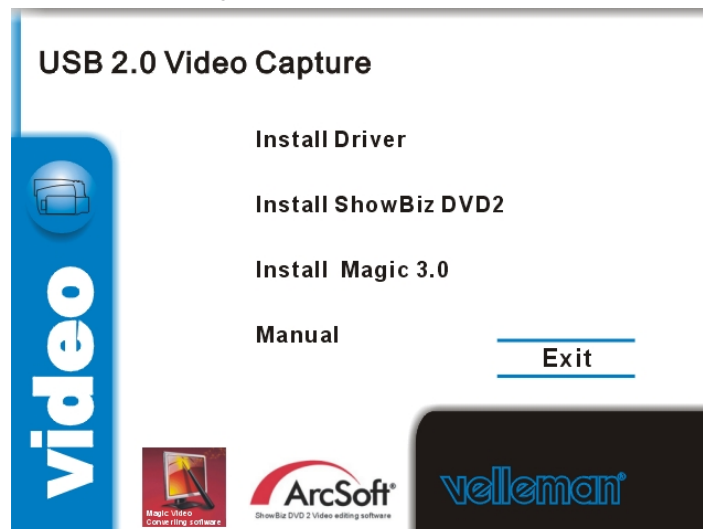 USB 2.0 Video Capture
Install Driver
Install ShowBiz DVD2
Install Magic 3.0
Manual
Exit
video
Magic Video
Converting software
ArcSoft®
ShowBiz DVD 2 Video editing software
velleman®